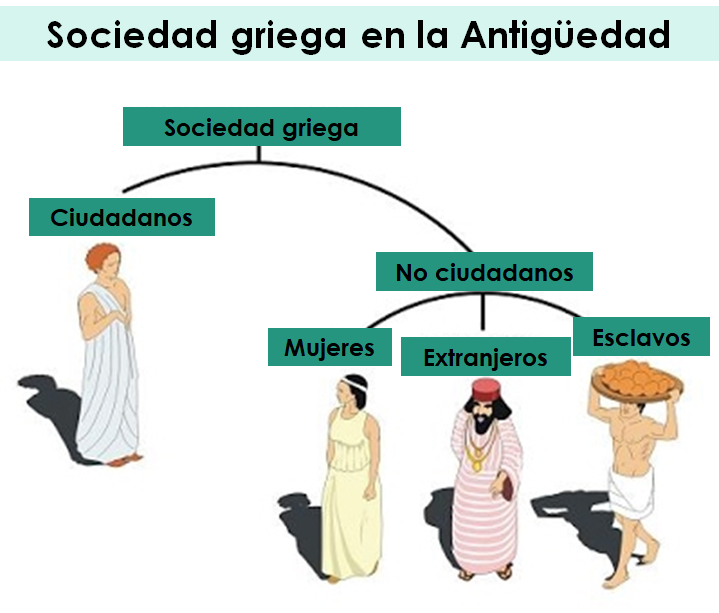 Sociedad griega en la Antigüedad
Sociedad griega
Ciudadanos
No ciudadanos
Mujeres
Extranjeros
Esclavos